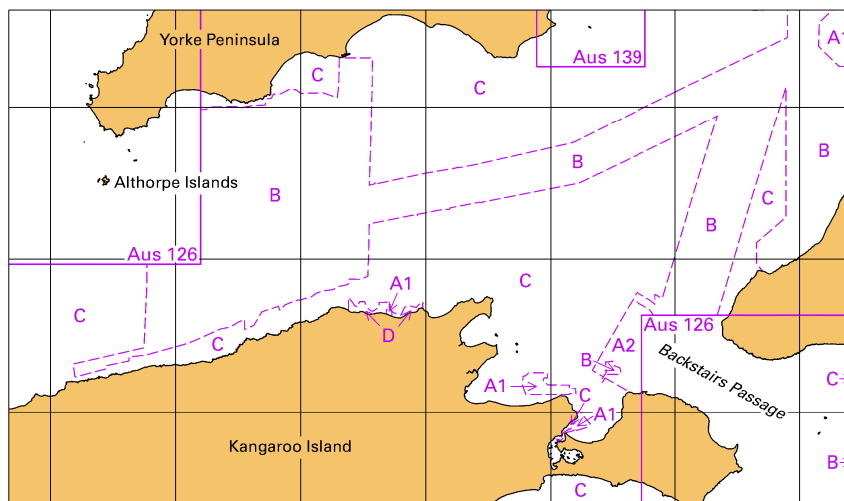 Yorke Peninsula
A1
Aus 139
C
C
B
B
Althorpe Islands
B
C
B
Aus 126
C
A1
C
Aus 126
D
C
A2
B
Backstairs Passage
C
A1
C
A1
Kangaroo Island
B
C